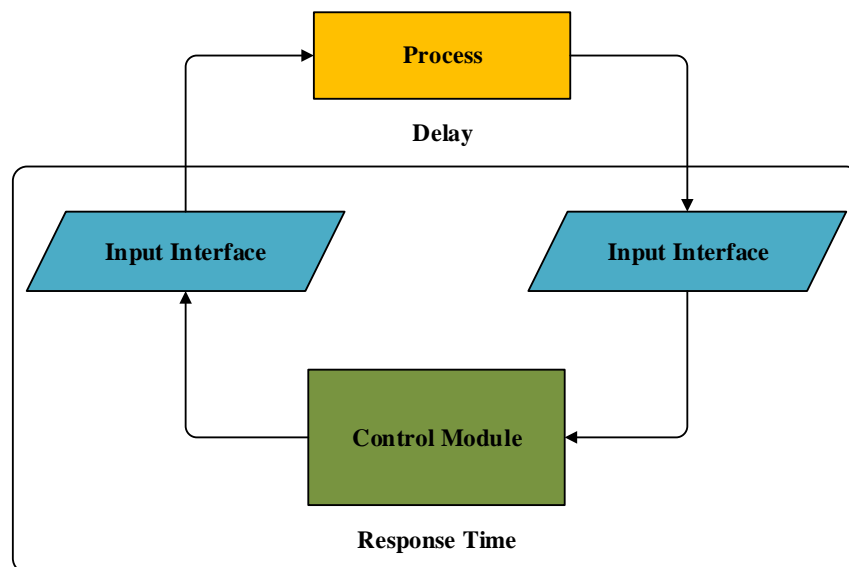 Process
Delay
Input Interface
Input Interface
Control Module
Response Time